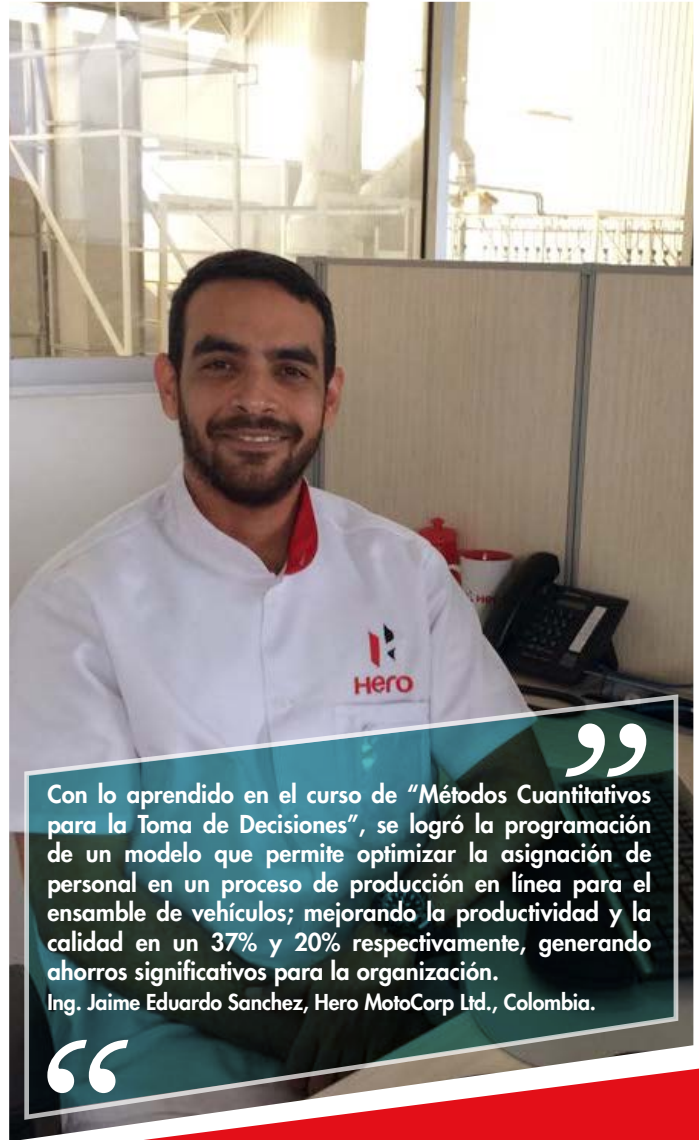 Hero
”
Con lo aprendido en el curso de “Métodos Cuantitativos
para la Toma de Decisiones”, se logró la programación
de un modelo que permite optimizar la asignación de
personal en un proceso de producción en línea para el
ensamble de vehículos; mejorando la productividad y la
calidad en un 37% y 20% respectivamente, generando
ahorros significativos para la organización.
Ing. Jaime Eduardo Sanchez, Hero MotoCorp Ltd., Colombia.
“